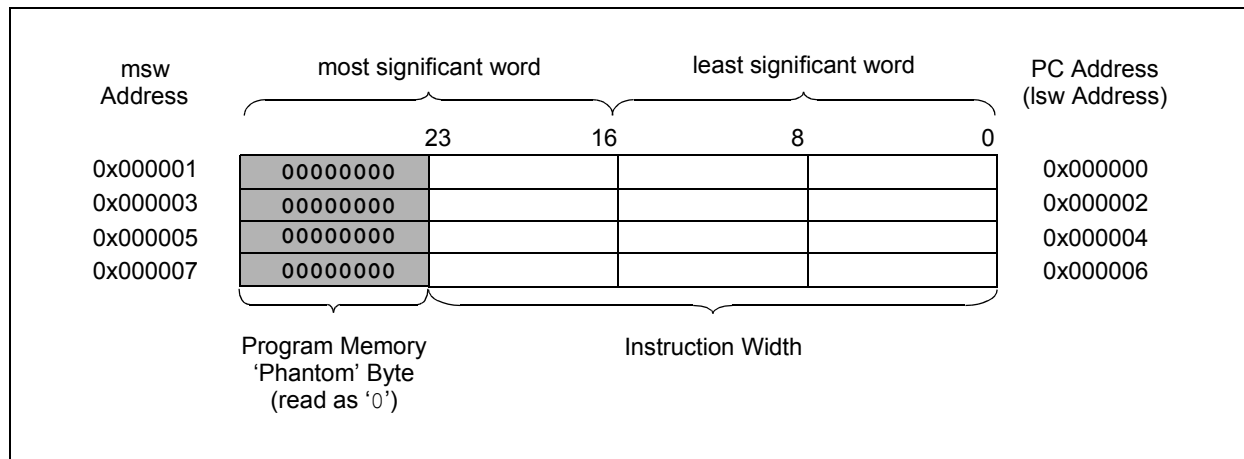 msw
Address
most significant word
least significant word
PC Address
(lsw Address)
23
16
8
0
0x000001
00000000
0x000000
0x000003
00000000
0x000002
0x000005
00000000
0x000004
0x000007
00000000
0x000006
Program Memory
‘Phantom’ Byte
(read as ‘0’)
Instruction Width